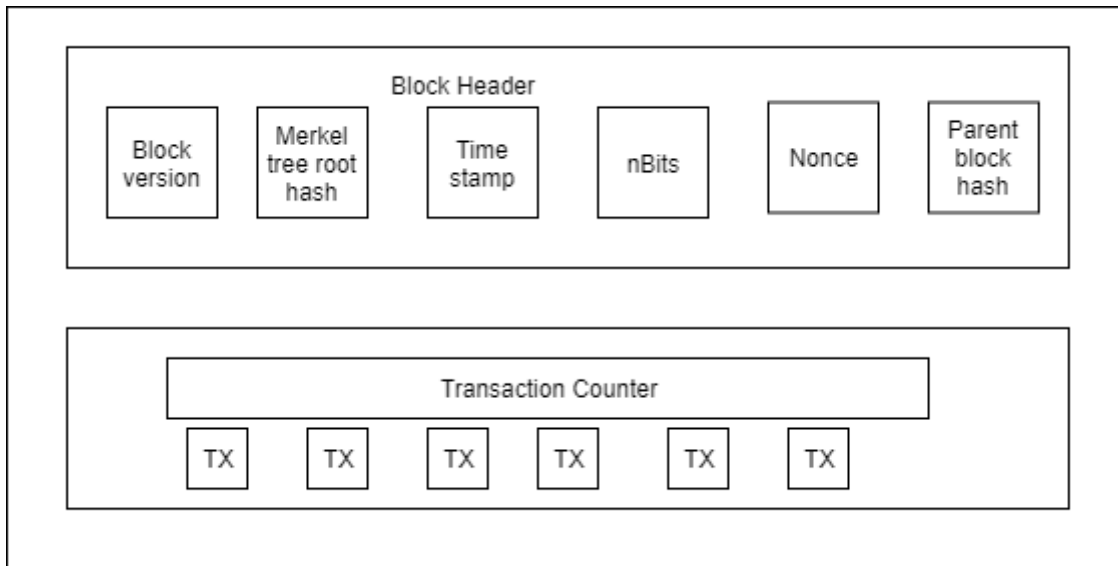 Block Header
Block
version
Merkel
tree root
hash
Time
stamp
nBits
Nonce
Parent
block
hash
Transaction Counter
TX
TX
TX
TX
TX
TX